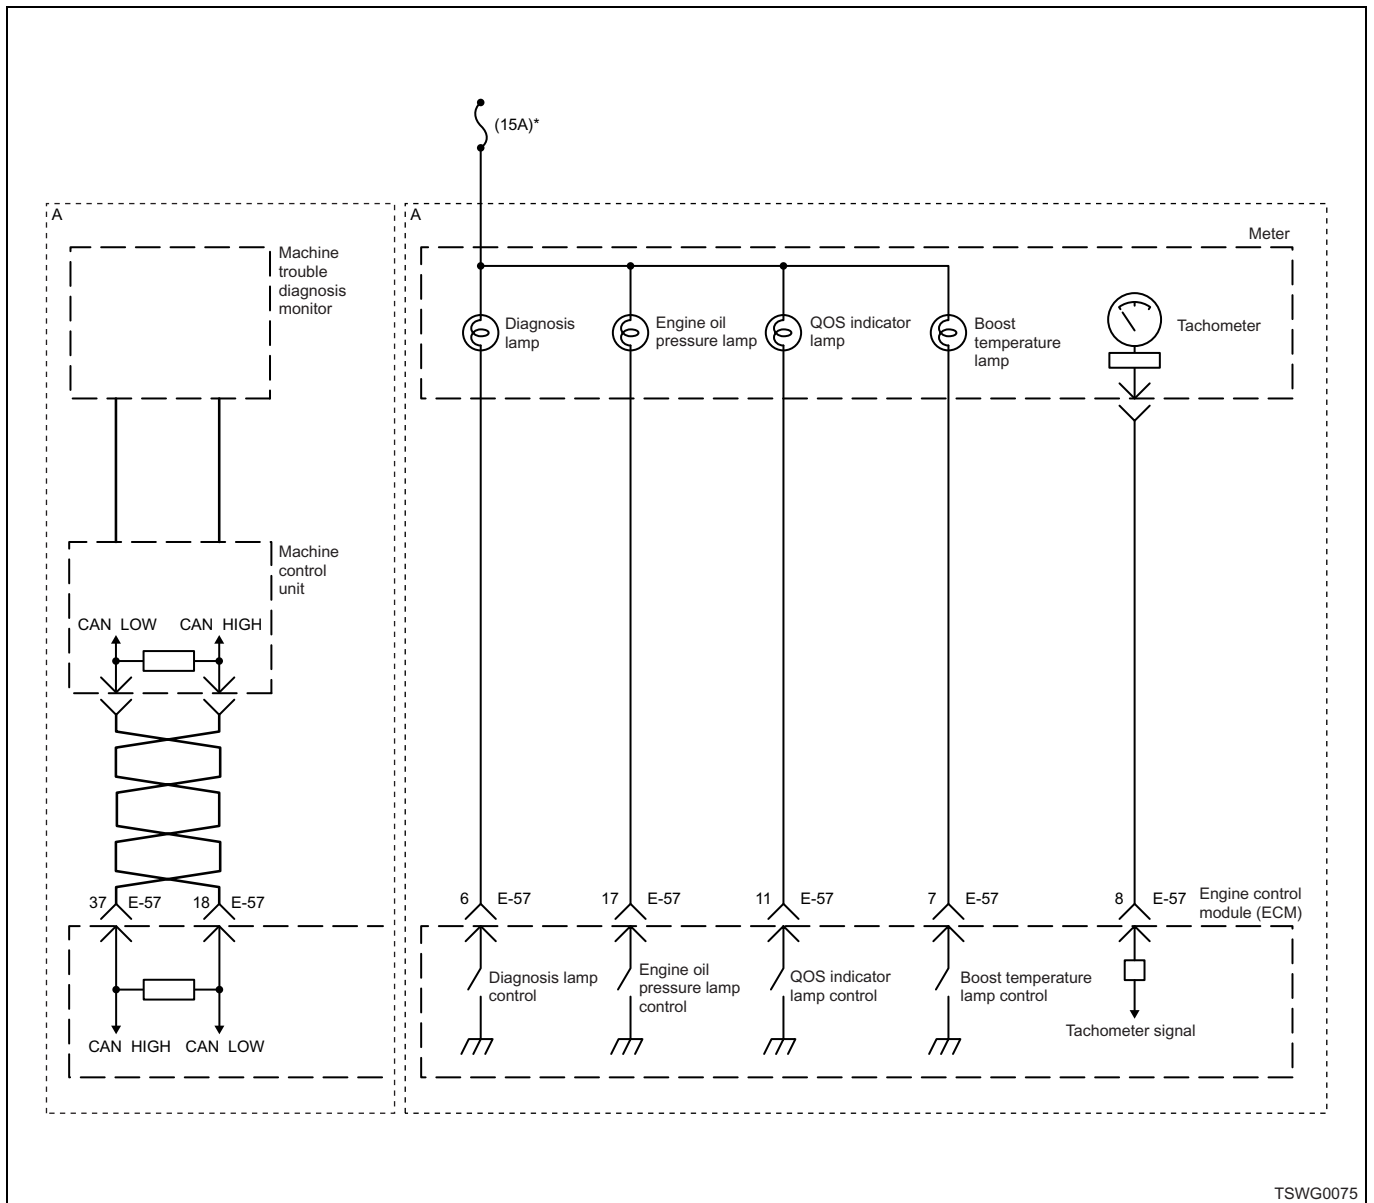 (15A)*
A
A
Meter
Machine
trouble
diagnosis
monitor
Diagnosis
lamp
Engine oil
pressure lamp
QOS indicator
lamp
Boost
temperature
lamp
Tachometer
Machine
control
unit
CAN LOW
CAN HIGH
37
E-57
18
E-57
6
E-57
17
E-57
11
E-57
7
E-57
8
E-57
Engine control
module (ECM)
Diagnosis lamp
control
Engine oil
pressure lamp
control
QOS indicator
lamp control
Boost temperature
lamp control
Tachometer signal
CAN HIGH
CAN LOW
TSWG0075